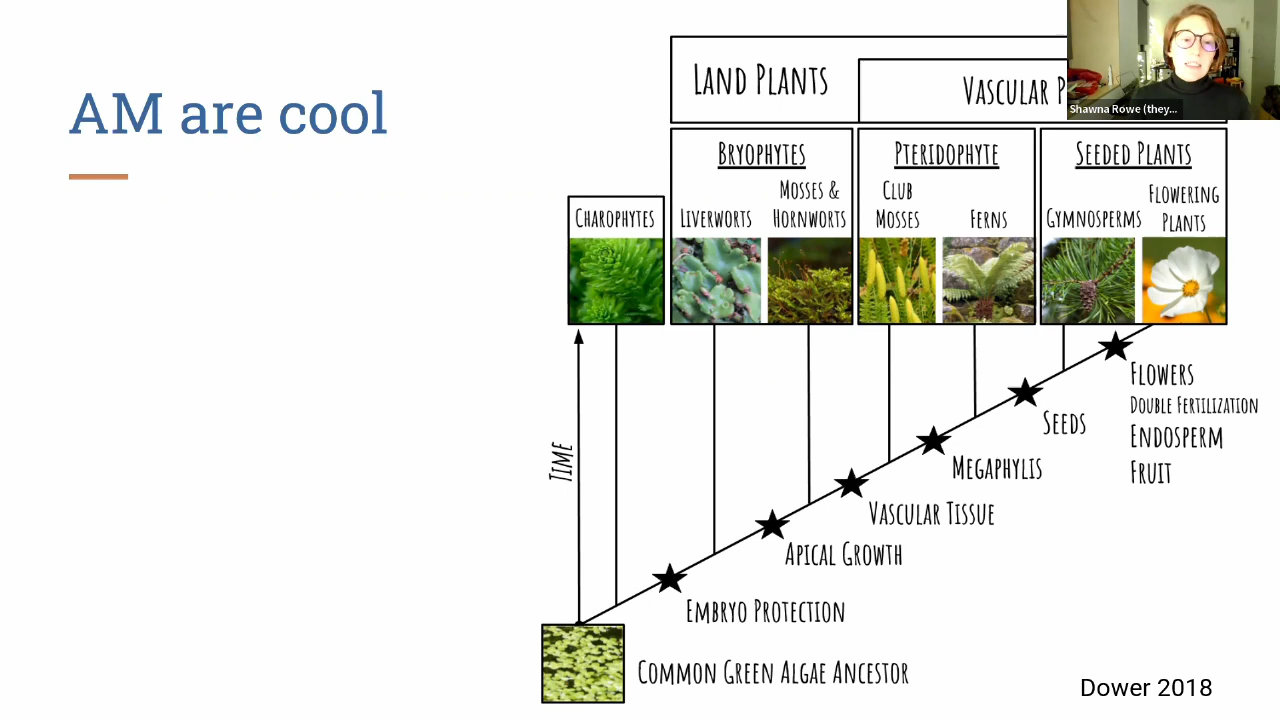 AM are cool
LAND PLANTS
VASCULAR P
Shawna Rowe (they...
BRYOPHYTES
PTERIDOPHYTE
SEEDED PLANTS
CHAROPHYTES
LIVERWORTS
MOSSES &
HORNWORTS
CLUB
MOSSES
FERNS
GYMNOSPERMS
FLOWERING
PLANTS
TIME
FLOWERS
DOUBLE FERTILIZATION
ENDOSPERM
FRUIT
SEEDS
MEGAPHYLIS
VASCULAR TISSUE
APICAL GROWTH
EMBRYO PROTECTION
COMMON GREEN ALGAE ANCESTOR
Dower 2018